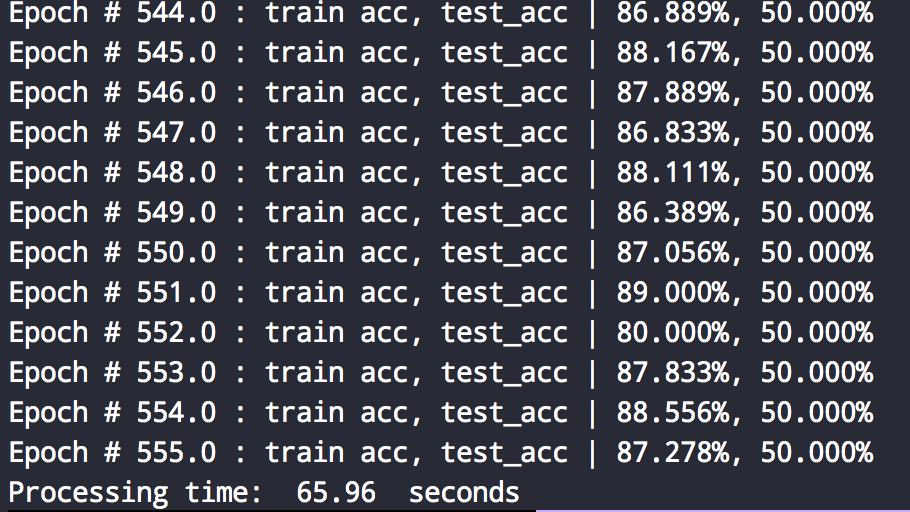 Epoch # 544.0 : train acc, test_acc | 86.889%, 50.000%
Epoch # 545.0 : train acc, test_acc | 88.167%, 50.000%
Epoch # 546.0 : train acc, test_acc | 87.889%, 50.000%
Epoch # 547.0 : train acc, test_acc | 86.833%, 50.000%
Epoch # 548.0 : train acc, test_acc | 88.111%, 50.000%
Epoch # 549.0 : train acc, test_acc | 86.389%, 50.000%
Epoch # 550.0 : train acc, test_acc | 87.056%, 50.000%
Epoch # 551.0 : train acc, test_acc | 89.000%, 50.000%
Epoch # 552.0 : train acc, test_acc | 80.000%, 50.000%
Epoch # 553.0 : train acc, test_acc | 87.833%, 50.000%
Epoch # 554.0 : train acc, test_acc | 88.556%, 50.000%
Epoch # 555.0 : train acc, test_acc | 87.278%, 50.000%
Processing time:  65.96  seconds